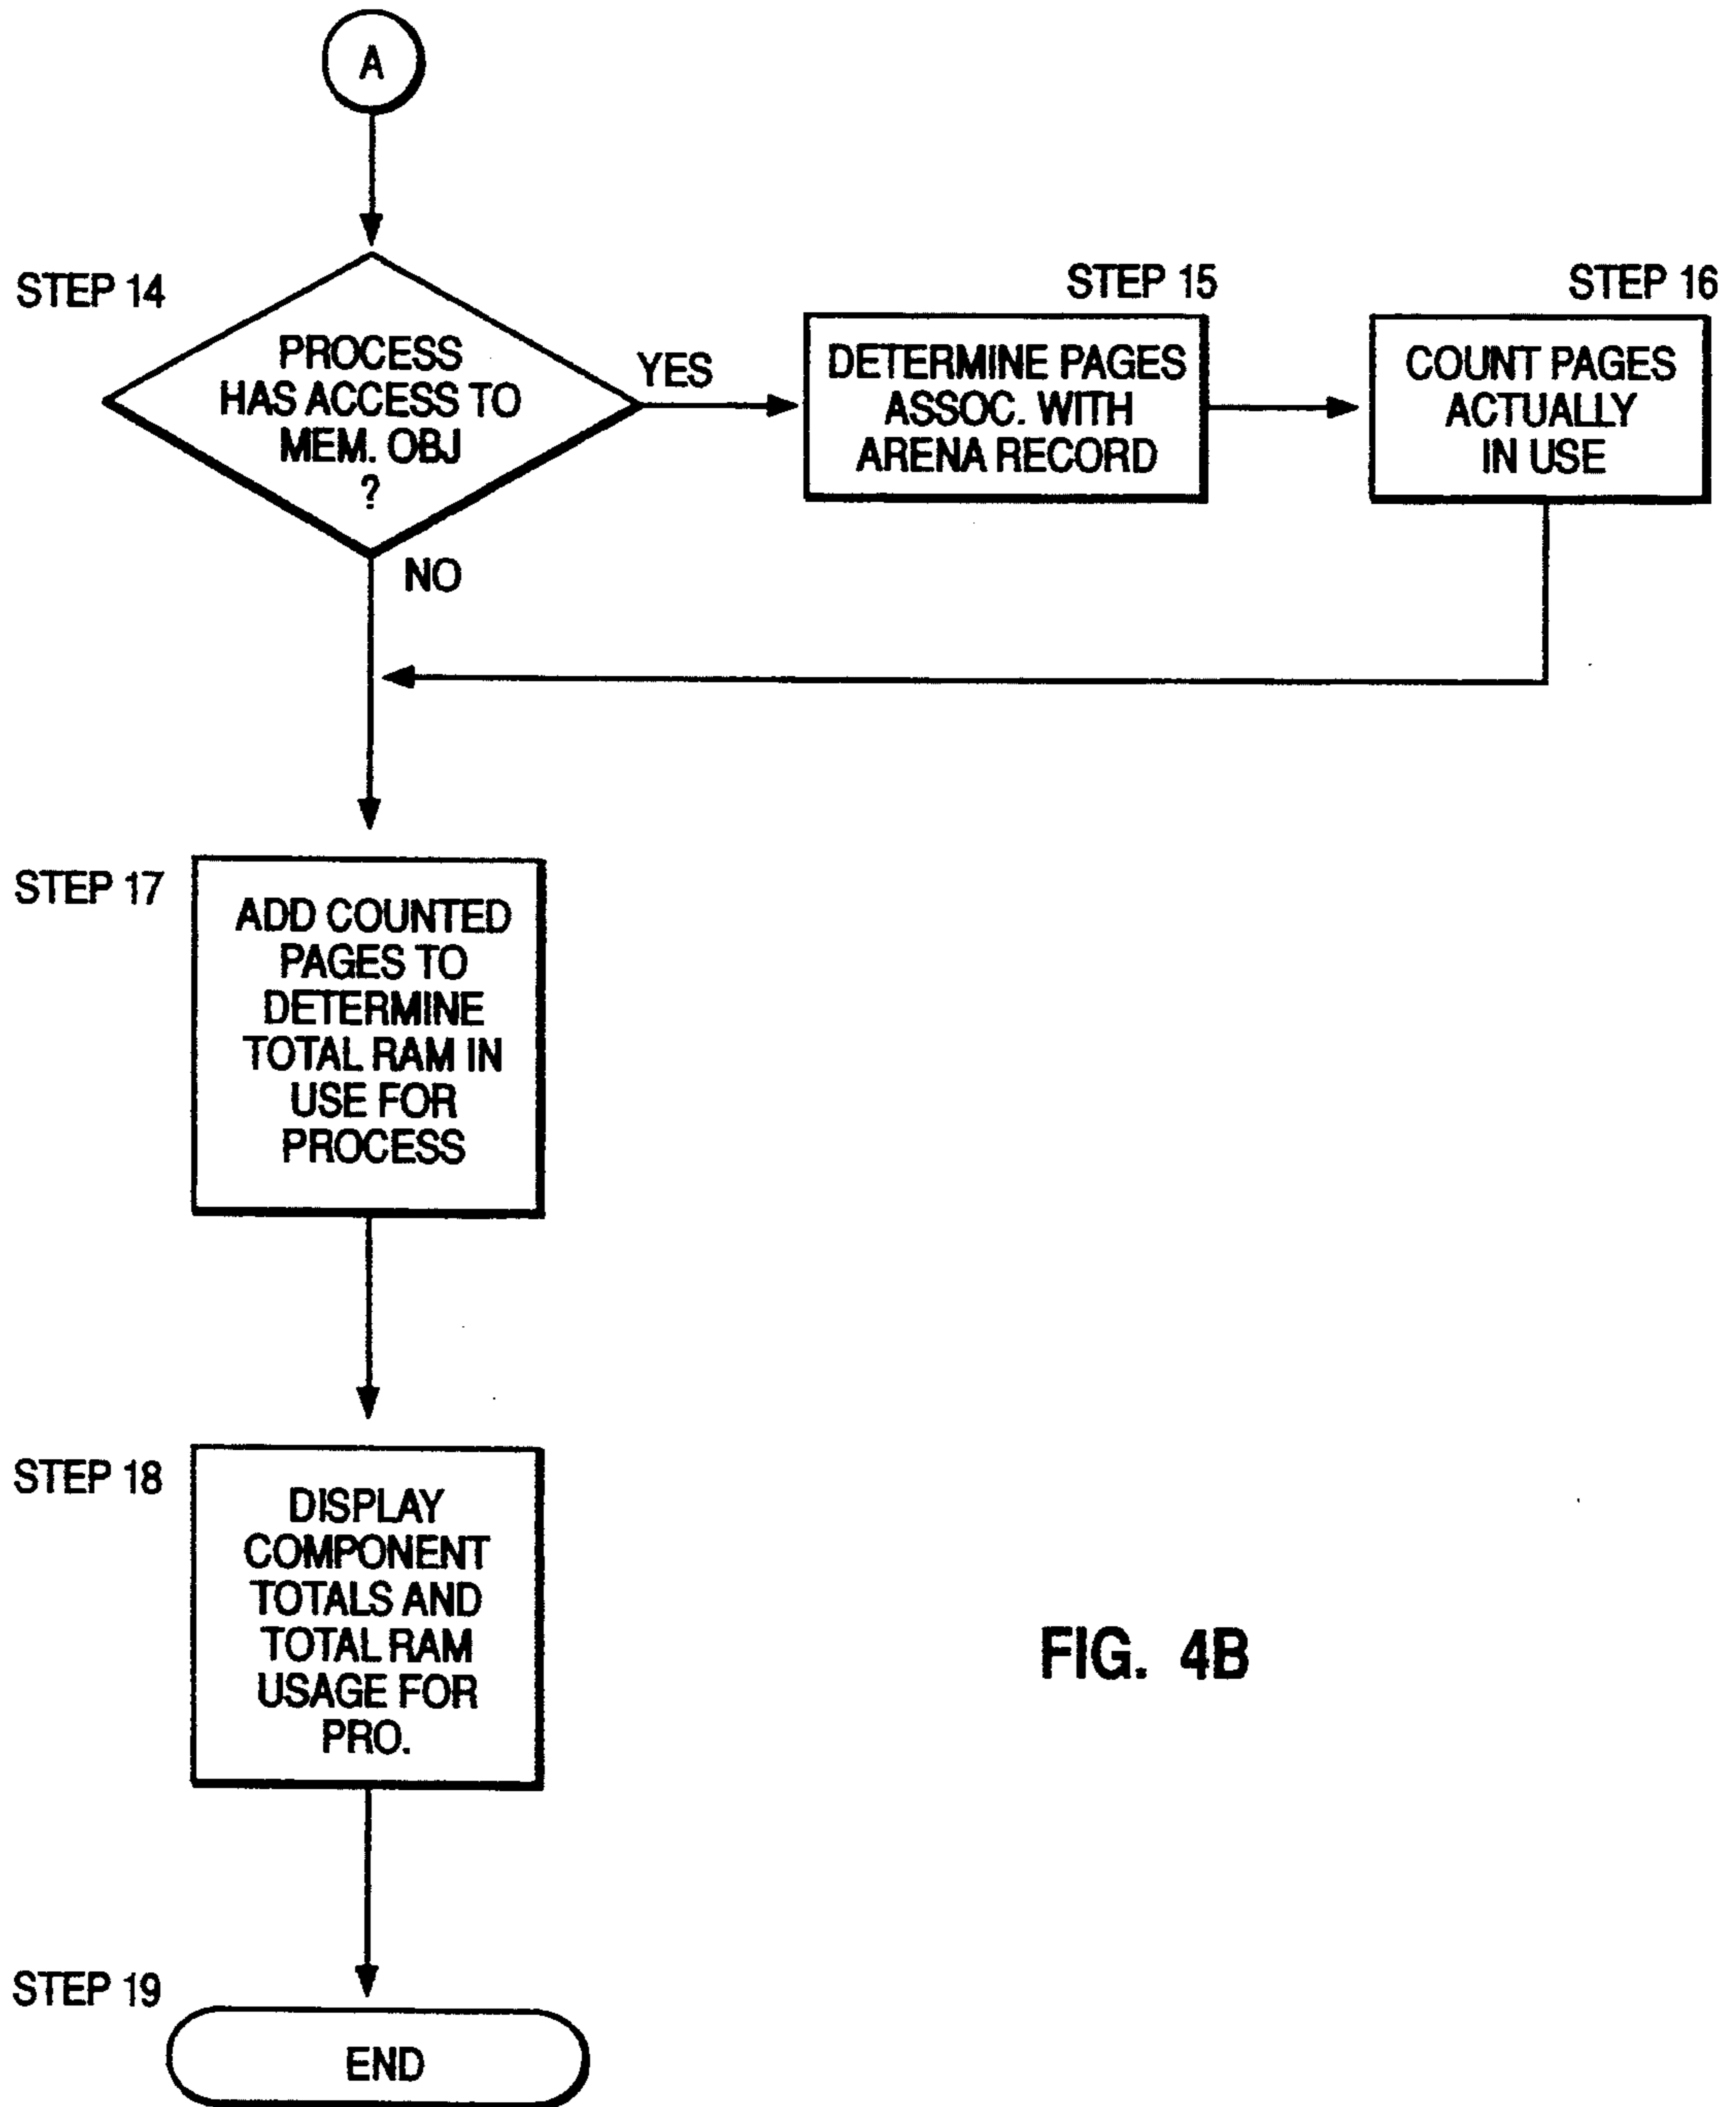 A
STEP 14
PROCESS
HAS ACCESS TO
MEM. OBJ
?
YES
NO
STEP 15
DETERMINE PAGES
ASSOC. WITH
ARENA RECORD
STEP 16
COUNT PAGES
ACTUALLY
IN USE
STEP 17
ADD COUNTED
PAGES TO
DETERMINE
TOTAL RAM IN
USE FOR
PROCESS
STEP 18
DISPLAY
COMPONENT
TOTALS AND
TOTAL RAM
USAGE FOR
PRO.
FIG. 4B
STEP 19
END